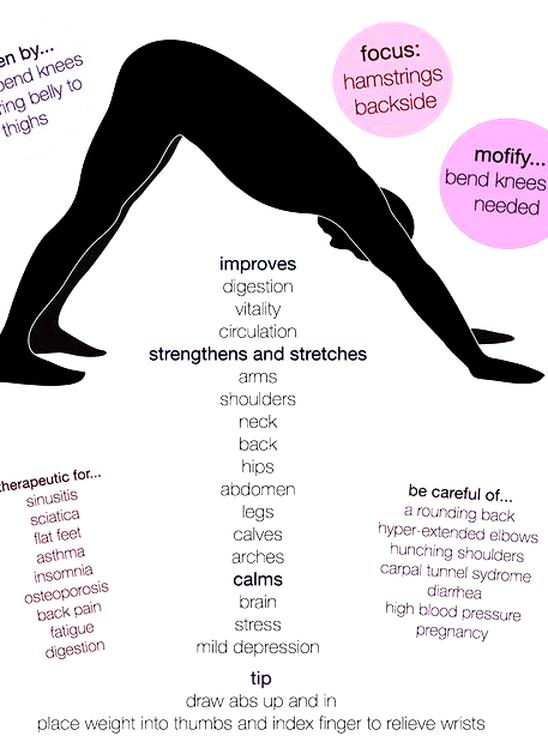 en by...
bend knees
ring belly to
thighs
focus:
hamstrings
backside
mofify...
bend knees
needed
improves
digestion
vitality
circulation
strengthens and stretches
arms
shoulders
neck
back
hips
abdomen
legs
calves
arches
calms
brain
stress
mild depression
therapeutic for...
sinusitis
sciatica
flat feet
asthma
insomnia
osteoporosis
back pain
fatigue
digestion
be careful of...
a rounding back
hyper-extended elbows
hunching shoulders
carpal tunnel sydrome
diarrhea
high blood pressure
pregnancy
tip
draw abs up and in
place weight into thumbs and index finger to relieve wrists